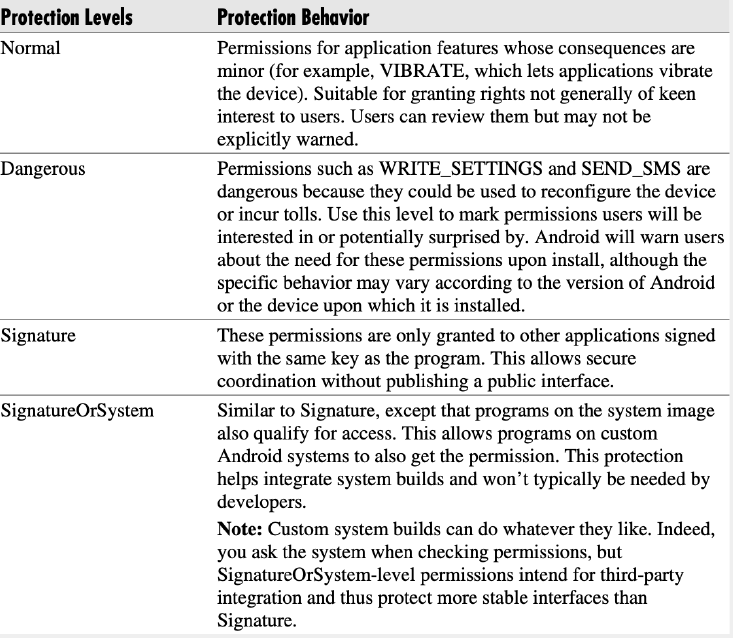 Protection Levels Protection Behavior
Normal Permissions for application features whose consequences are
minor (for example, VIBRATE, which lets applications vibrate
the device). Suitable for granting rights not generally of keen
interest to users. Users can review them but may not be
explicitly warned.
Dangerous Permissions such as WRITE_SETTINGS and SEND_SMS are
dangerous because they could be used to reconfigure the device
or incur tolls. Use this level to mark permissions users will be
interested in or potentially surprised by. Android will warn users
about the need for these permissions upon install, although the
specific behavior may vary according to the version of Android
or the device upon which it is installed.
Signature These permissions are only granted to other applications signed
with the same key as the program. This allows secure
coordination without publishing a public interface.
SignatureOrSystem Similar to Signature, except that programs on the system image
also qualify for access. This allows programs on custom
Android systems to also get the permission. This protection
helps integrate system builds and won’t typically be needed by
developers.
Note: Custom system builds can do whatever they like. Indeed,
you ask the system when checking permissions, but
SignatureOrSystem-level permissions intend for third-party
integration and thus protect more stable interfaces than
Signature.